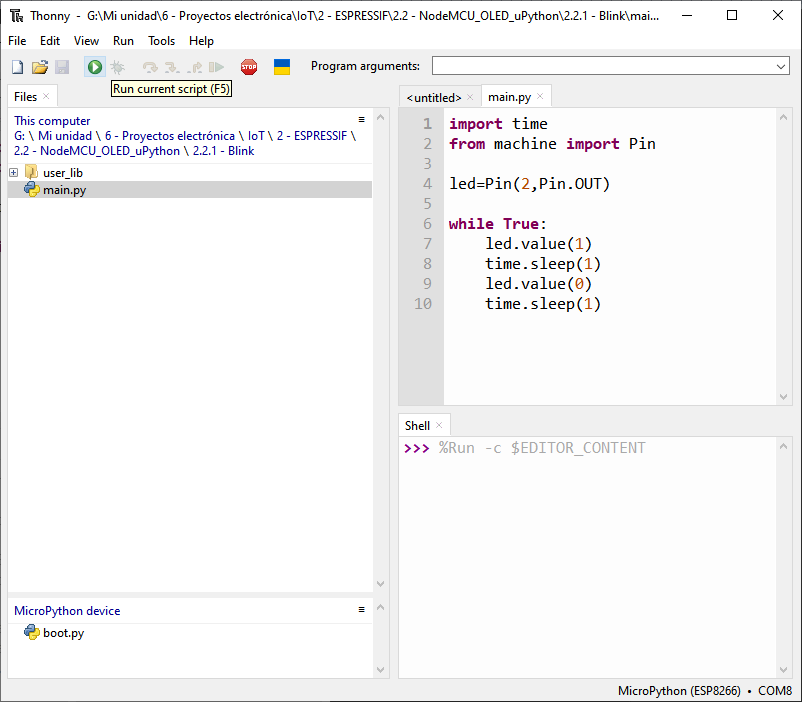 Thonny - G:\Mi unidad\6 - Proyectos electrónica\IoT\2 - ESPRESSIF\2.2 - NodeMCU_OLED_uPython\2.2.1 - Blink\mai...
File Edit View Run Tools Help
STOP
Program arguments:
Run current script (F5)
Files
This computer
G: \ Mi unidad \ 6 - Proyectos electrónica \ IoT \ 2 - ESPRESSIF \
2.2 - NodeMCU_OLED_uPython \ 2.2.1 - Blink
user_lib
main.py
MicroPython device
boot.py
<untitled> main.py
1 import time
2 from machine import Pin
3
4 led=Pin(2,Pin.OUT)
5
6 while True:
7     led.value(1)
8     time.sleep(1)
9     led.value(0)
10     time.sleep(1)
Shell
>>> %Run -c $EDITOR_CONTENT
MicroPython (ESP8266) • COM8